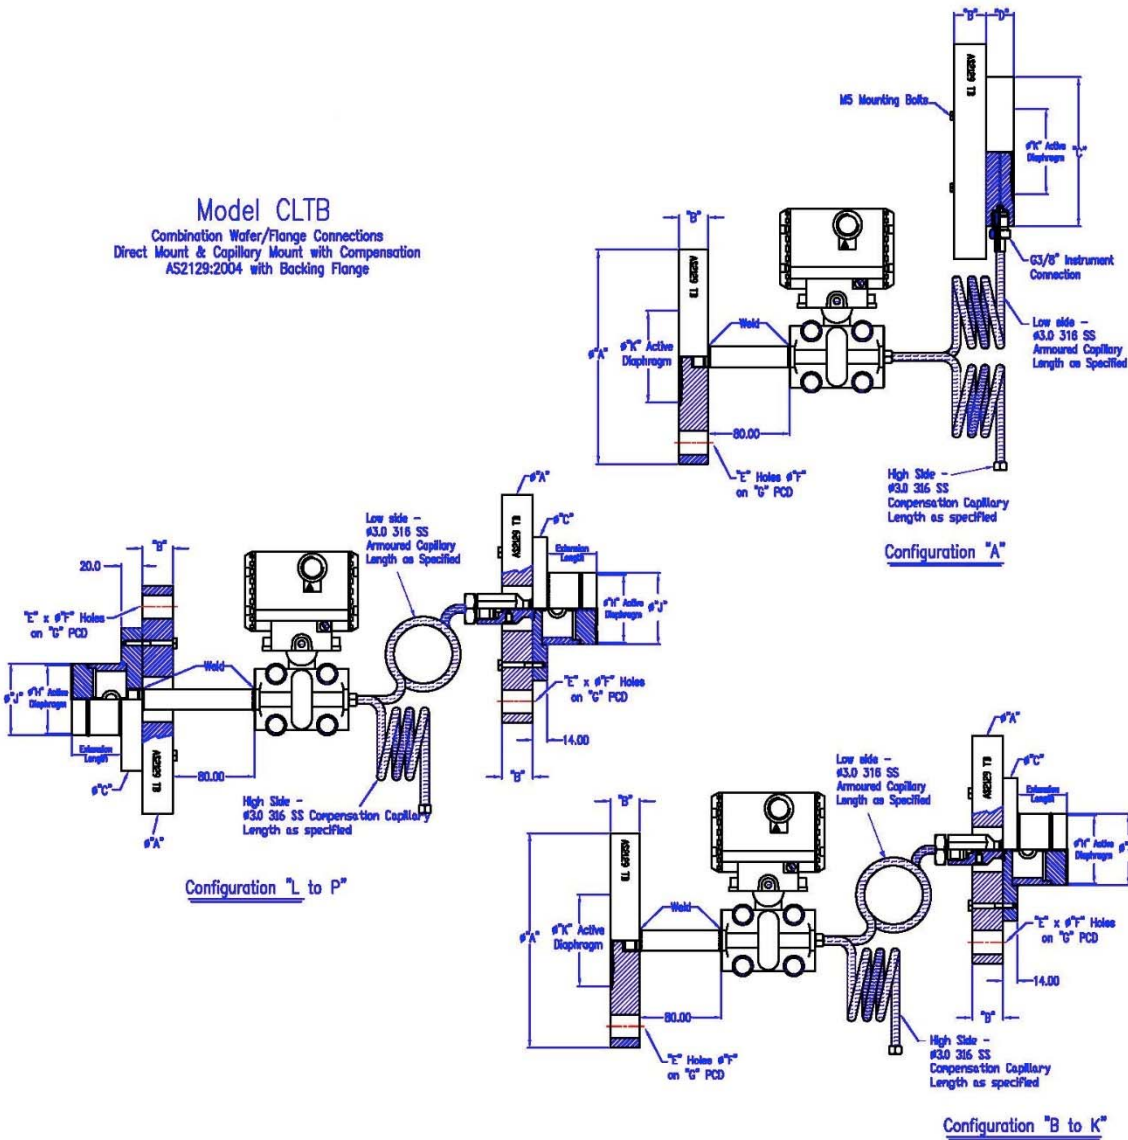 Model CLTB
Combination Wafer/Flange Connections
Direct Mount & Capillary Mount with Compensation
AS2129:2004 with Backing Flange
"B"
"D"
AS2129 TB
M5 Mounting Bolts
ø"K" Active
Diaphragm
"C"
G3/8" Instrument
Connection
Low side -
ø3.0 316 SS
Armoured Capillary
Length as Specified
"B"
AS2129 TB
ø"A"
ø"K" Active
Diaphragm
Weld
80.00
"E" Holes ø"F"
on "G" PCD
High Side -
ø3.0 316 SS
Compensation Capillary
Length as specified
Configuration "A"
Low side -
ø3.0 316 SS
Armoured Capillary
Length as Specified
ø"A"
ø"C"
AS2129 TB
Extension
Length
ø"H" Active
Diaphragm
ø"J"
"B"
20.0
"E" x ø"F" Holes
on "G" PCD
Weld
ø"J"
ø"H" Active
Diaphragm
Extension
Length
ø"C"
AS2129 TB
ø"A"
80.00
"E" x ø"F" Holes
on "G" PCD
14.00
"B"
High Side -
ø3.0 316 SS Compensation Capillary
Length as specified
Configuration "L to P"
Low side -
ø3.0 316 SS
Armoured Capillary
Length as Specified
ø"A"
ø"C"
Extension
Length
ø"H" Active
Diaphragm
"B"
AS2129 TB
ø"A"
ø"K" Active
Diaphragm
Weld
80.00
"E" Holes ø"F"
on "G" PCD
"E" x ø"F" Holes
on "G" PCD
14.00
"B"
High Side -
ø3.0 316 SS
Compensation Capillary
Length as specified
Configuration "B to K"